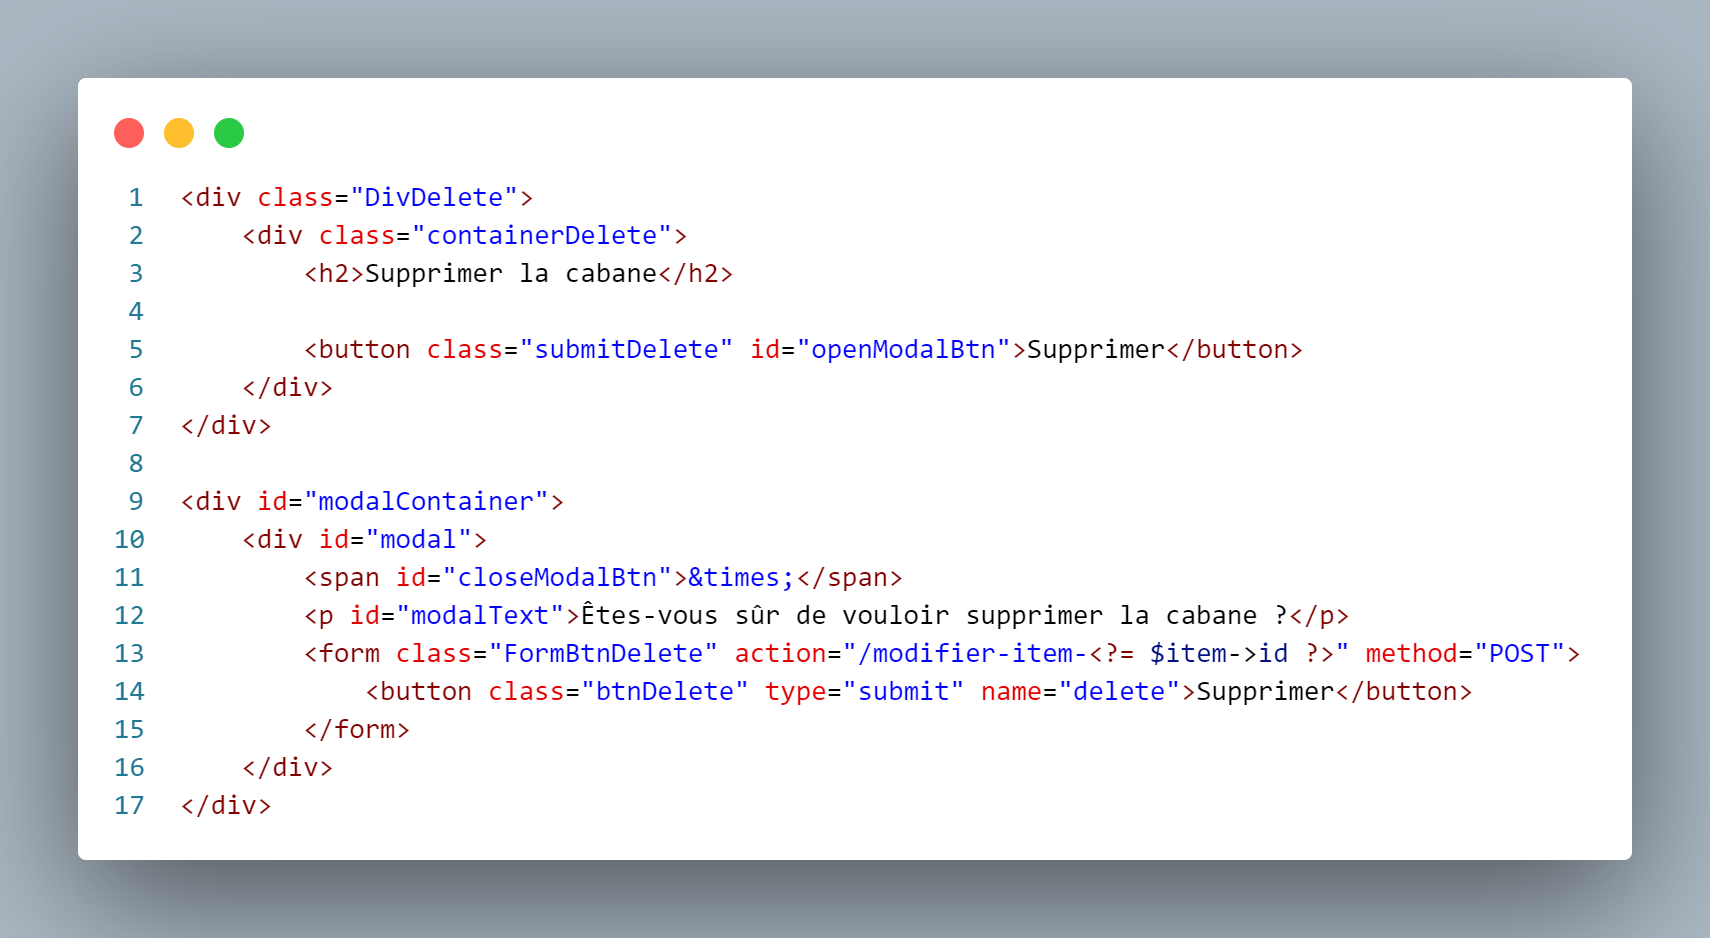 1 <div class="DivDelete">
2     <div class="containerDelete">
3         <h2>Supprimer la cabane</h2>
4
5         <button class="submitDelete" id="openModalBtn">Supprimer</button>
6     </div>
7 </div>
8
9 <div id="modalContainer">
10     <div id="modal">
11         <span id="closeModalBtn">&times;</span>
12         <p id="modalText">Êtes-vous sûr de vouloir supprimer la cabane ?</p>
13         <form class="FormBtnDelete" action="/modifier-item-<?= $item->id ?>" method="POST">
14             <button class="btnDelete" type="submit" name="delete">Supprimer</button>
15         </form>
16     </div>
17 </div>